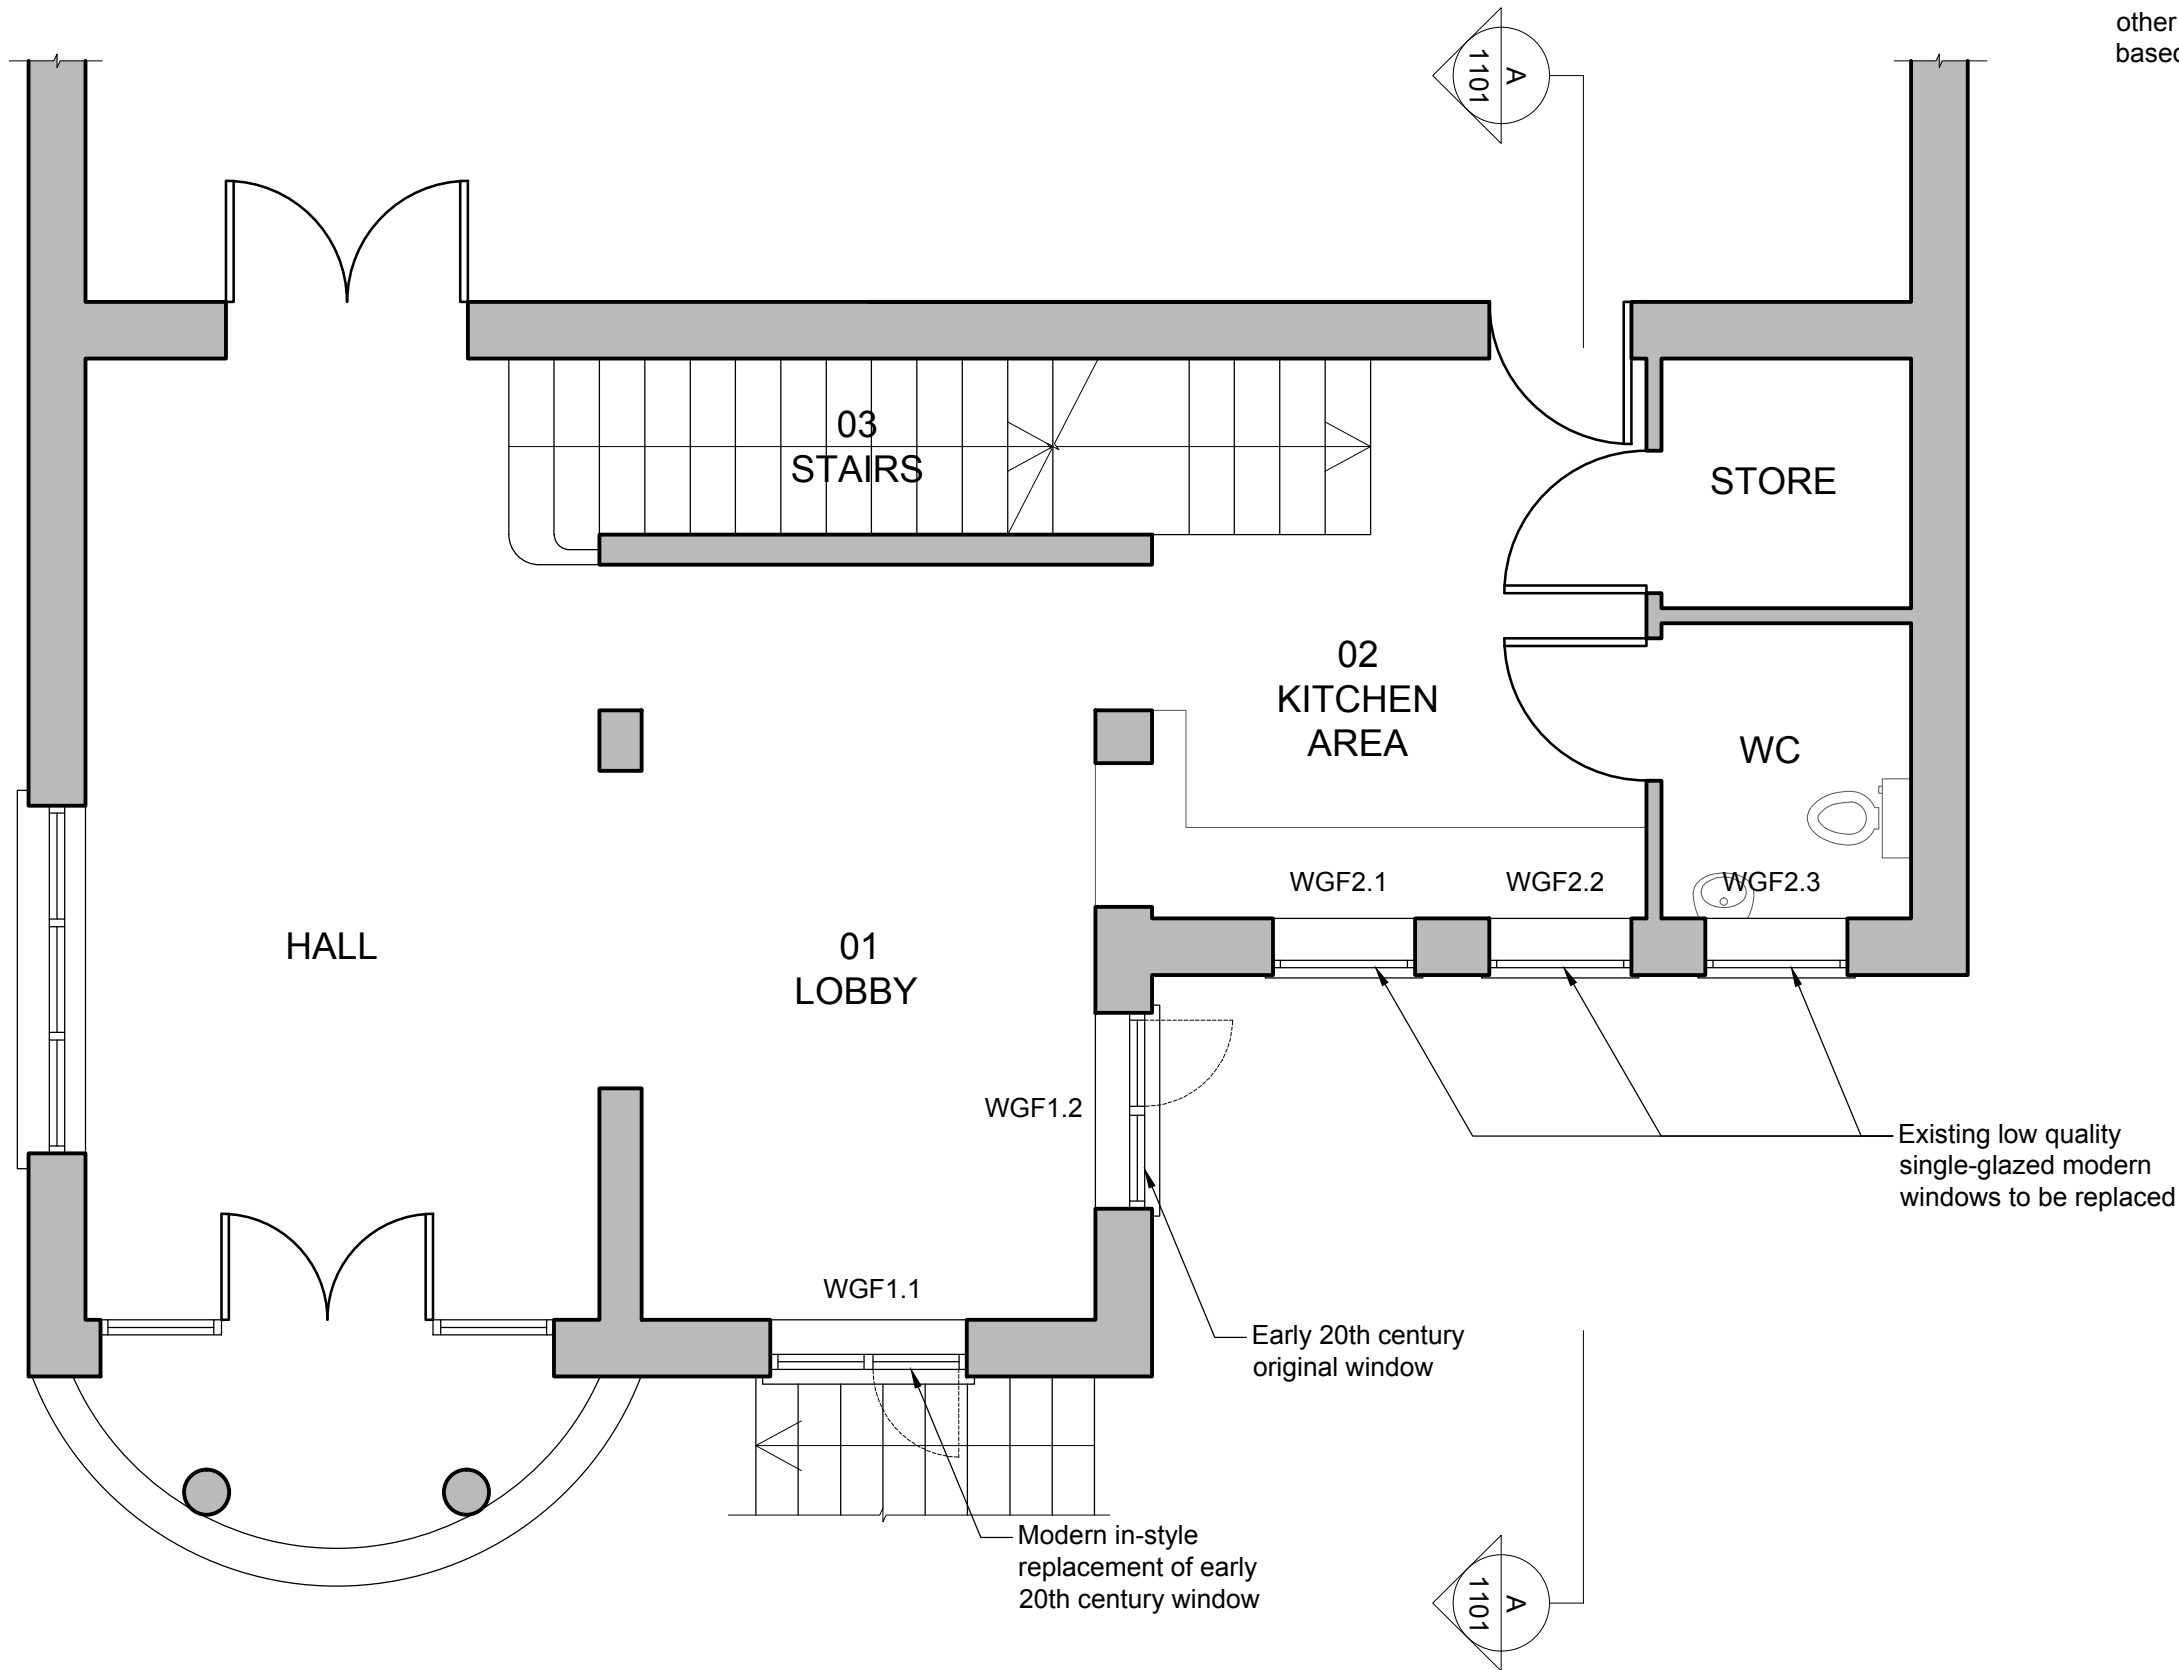 other
A
1101
03
STAIRS
STORE
02
KITCHEN
AREA
WC
WGF2.1
WGF2.2
WGF2.3
HALL
01
LOBBY
WGF1.2
Existing low quality
single-glazed modern
windows to be replaced
WGF1.1
Early 20th century
original window
Modern in-style
replacement of early
20th century window
A
1101